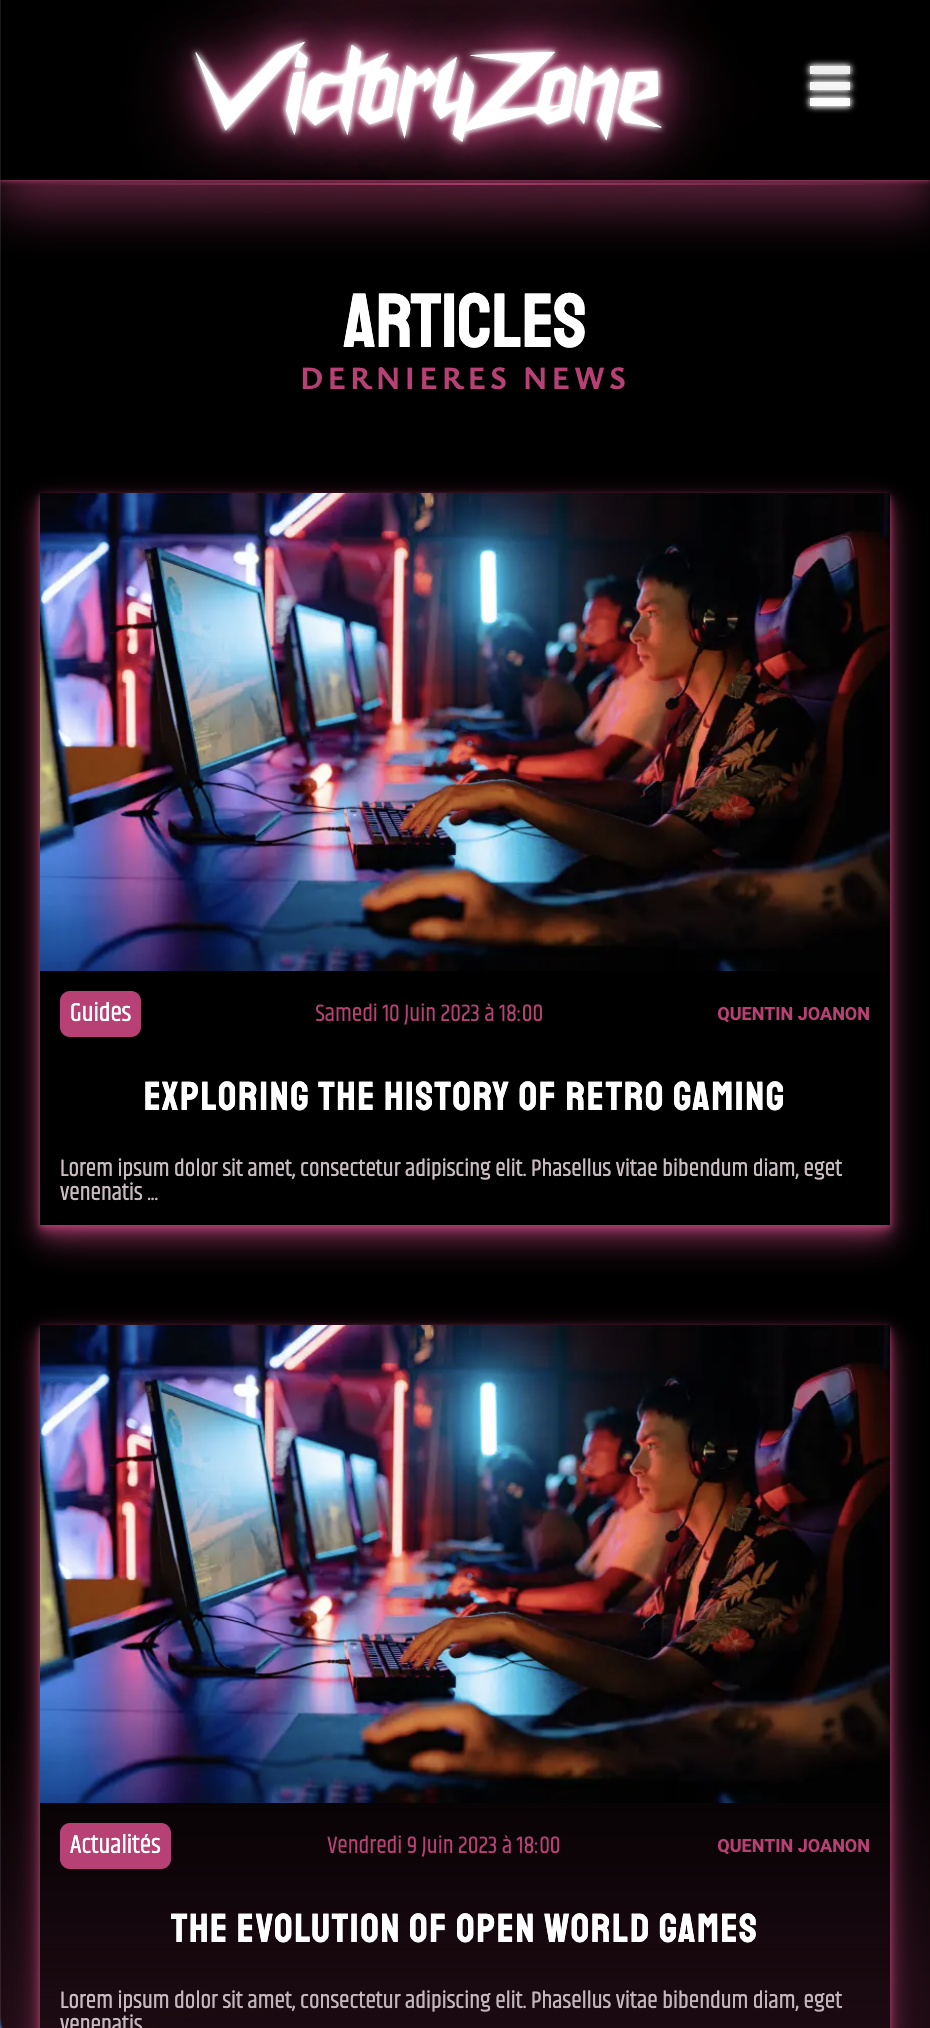 VictoryZone
ARTICLES
DERNIERES NEWS
Guides
Samedi 10 Juin 2023 à 18:00
QUENTIN JOANON
EXPLORING THE HISTORY OF RETRO GAMING
Lorem ipsum dolor sit amet, consectetur adipiscing elit. Phasellus vitae bibendum diam, eget
venenatis ...
Actualités
Vendredi 9 Juin 2023 à 18:00
QUENTIN JOANON
THE EVOLUTION OF OPEN WORLD GAMES
Lorem ipsum dolor sit amet, consectetur adipiscing elit. Phasellus vitae bibendum diam, eget
venenatis